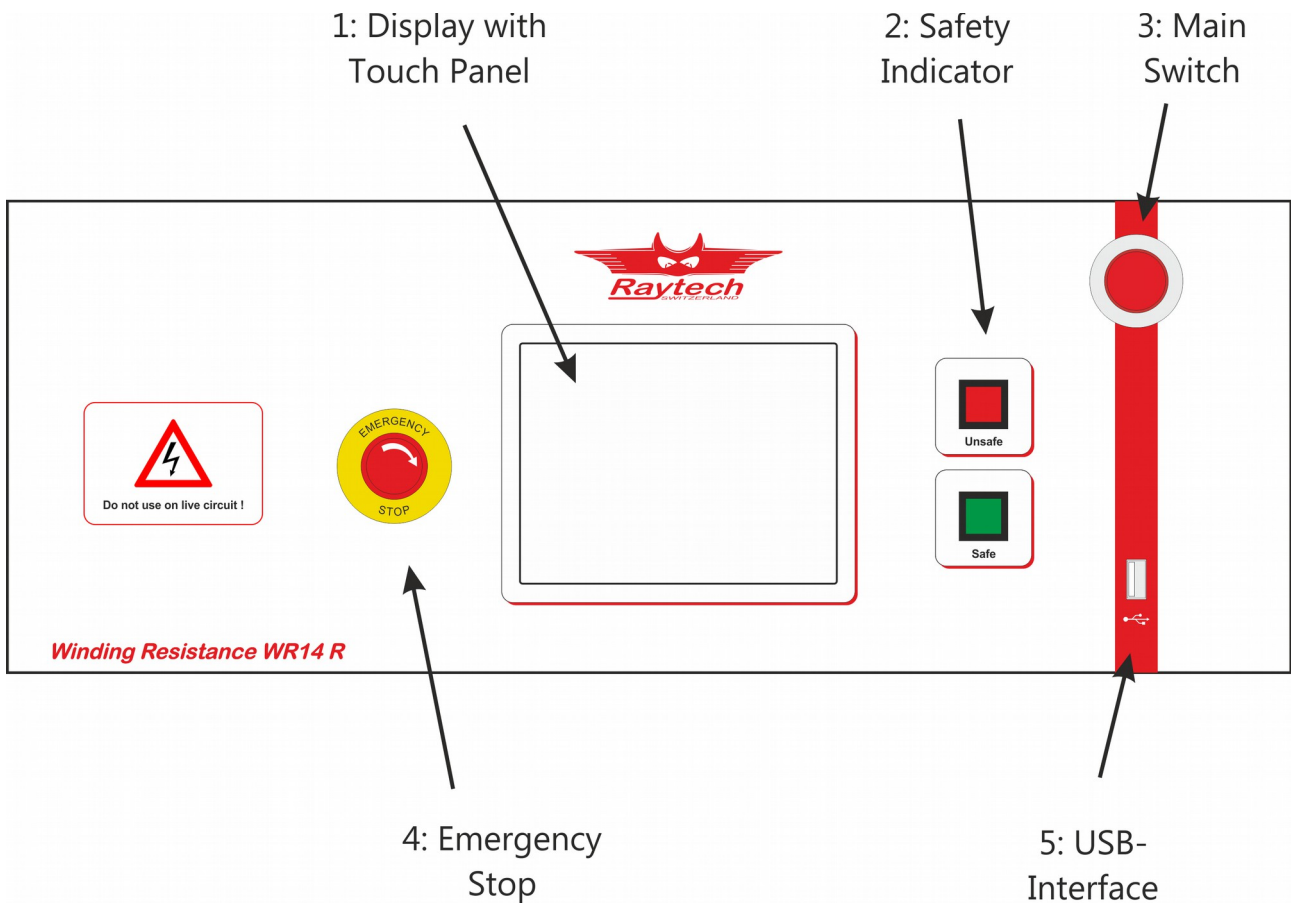 1: Display with
Touch Panel
2: Safety
Indicator
3: Main
Switch
Raytech
SWITZERLAND
Do not use on live circuit !
EMERGENCY
STOP
Unsafe
Safe
Winding Resistance WR14 R
4: Emergency
Stop
5: USB-
Interface